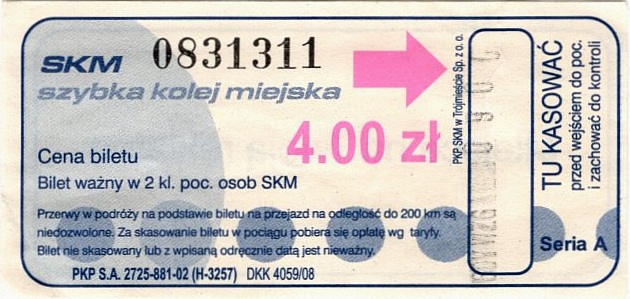 SKM 0831311
szybka kolej miejska
4.00 zł
Cena biletu
Bilet ważny w 2 kl. poc. osob SKM
Przerwy w podróży na podstawie biletu na przejazd na odległość do 200 km są
niedozwolone. Za skasowanie biletu w pociągu pobiera się opłatę wg taryfy.
Bilet nie skasowany lub z wpisaną odręcznie datą jest nieważny.
PKP S.A. 2725-881-02 (H-3257) DKK 4059/08
PKP SKM w Trójmieście Sp. z o. o.
TU KASOWAĆ
przed wejściem do poc.
i zachować do kontroli
Seria A